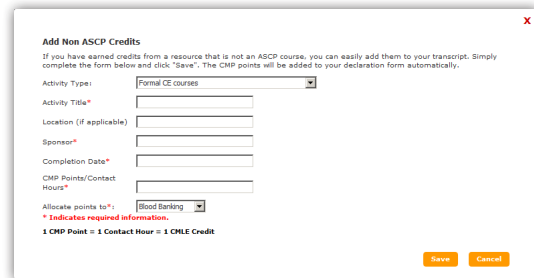 X
Add Non ASCP Credits
If you have earned credits from a resource that is not an ASCP course, you can easily add them to your transcript. Simply
complete the form below and click "Save". The CMP points will be added to your declaration form automatically.
Activity Type: Formal CE courses
Activity Title*
Location (if applicable)
Sponsor*
Completion Date*
CMP Points/Contact
Hours*
Allocate points to*: Blood Banking
* Indicates required information.
1 CMP Point = 1 Contact Hour = 1 CMLE Credit
Save Cancel